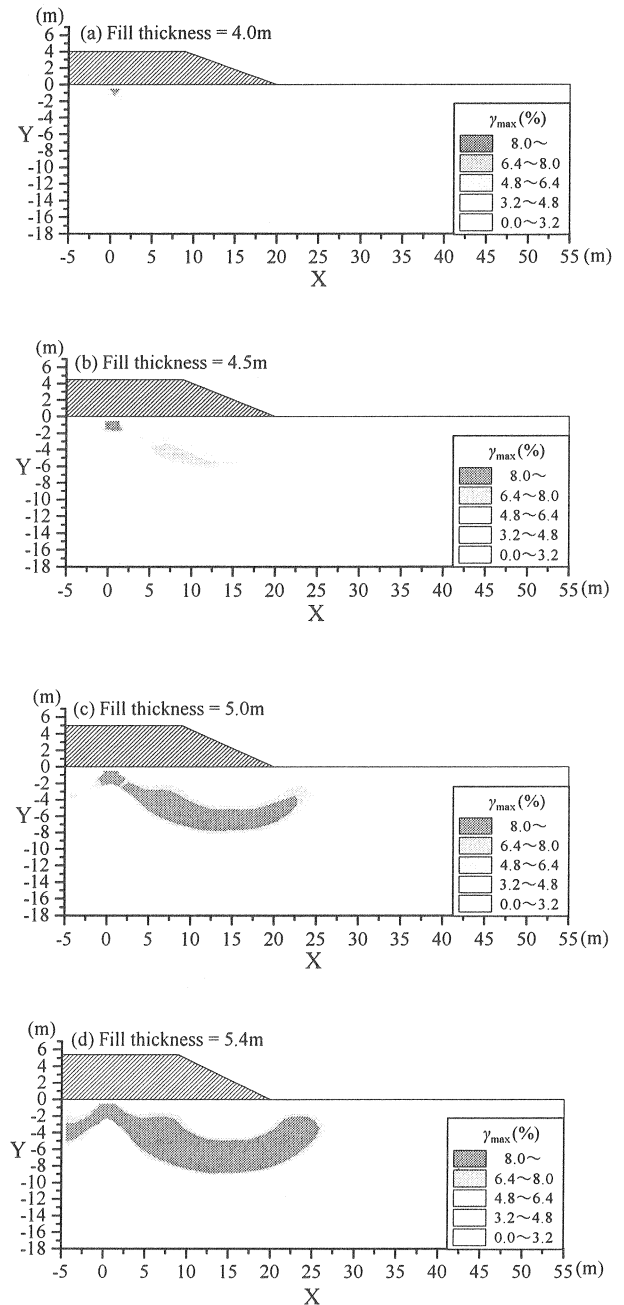 (m)
(a) Fill thickness = 4.0m
6
4
2
0
-2
-4
Y -6
-8
-10
-12
-14
-16
-18
γmax(%)
8.0~
6.4~8.0
4.8~6.4
3.2~4.8
0.0~3.2
-5 0 5 10 15 20 25 30 35 40 45 50 55 (m)
X
(m)
(b) Fill thickness = 4.5m
6
4
2
0
-2
-4
Y -6
-8
-10
-12
-14
-16
-18
γmax(%)
8.0~
6.4~8.0
4.8~6.4
3.2~4.8
0.0~3.2
-5 0 5 10 15 20 25 30 35 40 45 50 55 (m)
X
(m)
(c) Fill thickness = 5.0m
6
4
2
0
-2
-4
Y -6
-8
-10
-12
-14
-16
-18
γmax(%)
8.0~
6.4~8.0
4.8~6.4
3.2~4.8
0.0~3.2
-5 0 5 10 15 20 25 30 35 40 45 50 55 (m)
X
(m)
(d) Fill thickness = 5.4m
6
4
2
0
-2
-4
Y -6
-8
-10
-12
-14
-16
-18
γmax(%)
8.0~
6.4~8.0
4.8~6.4
3.2~4.8
0.0~3.2
-5 0 5 10 15 20 25 30 35 40 45 50 55 (m)
X